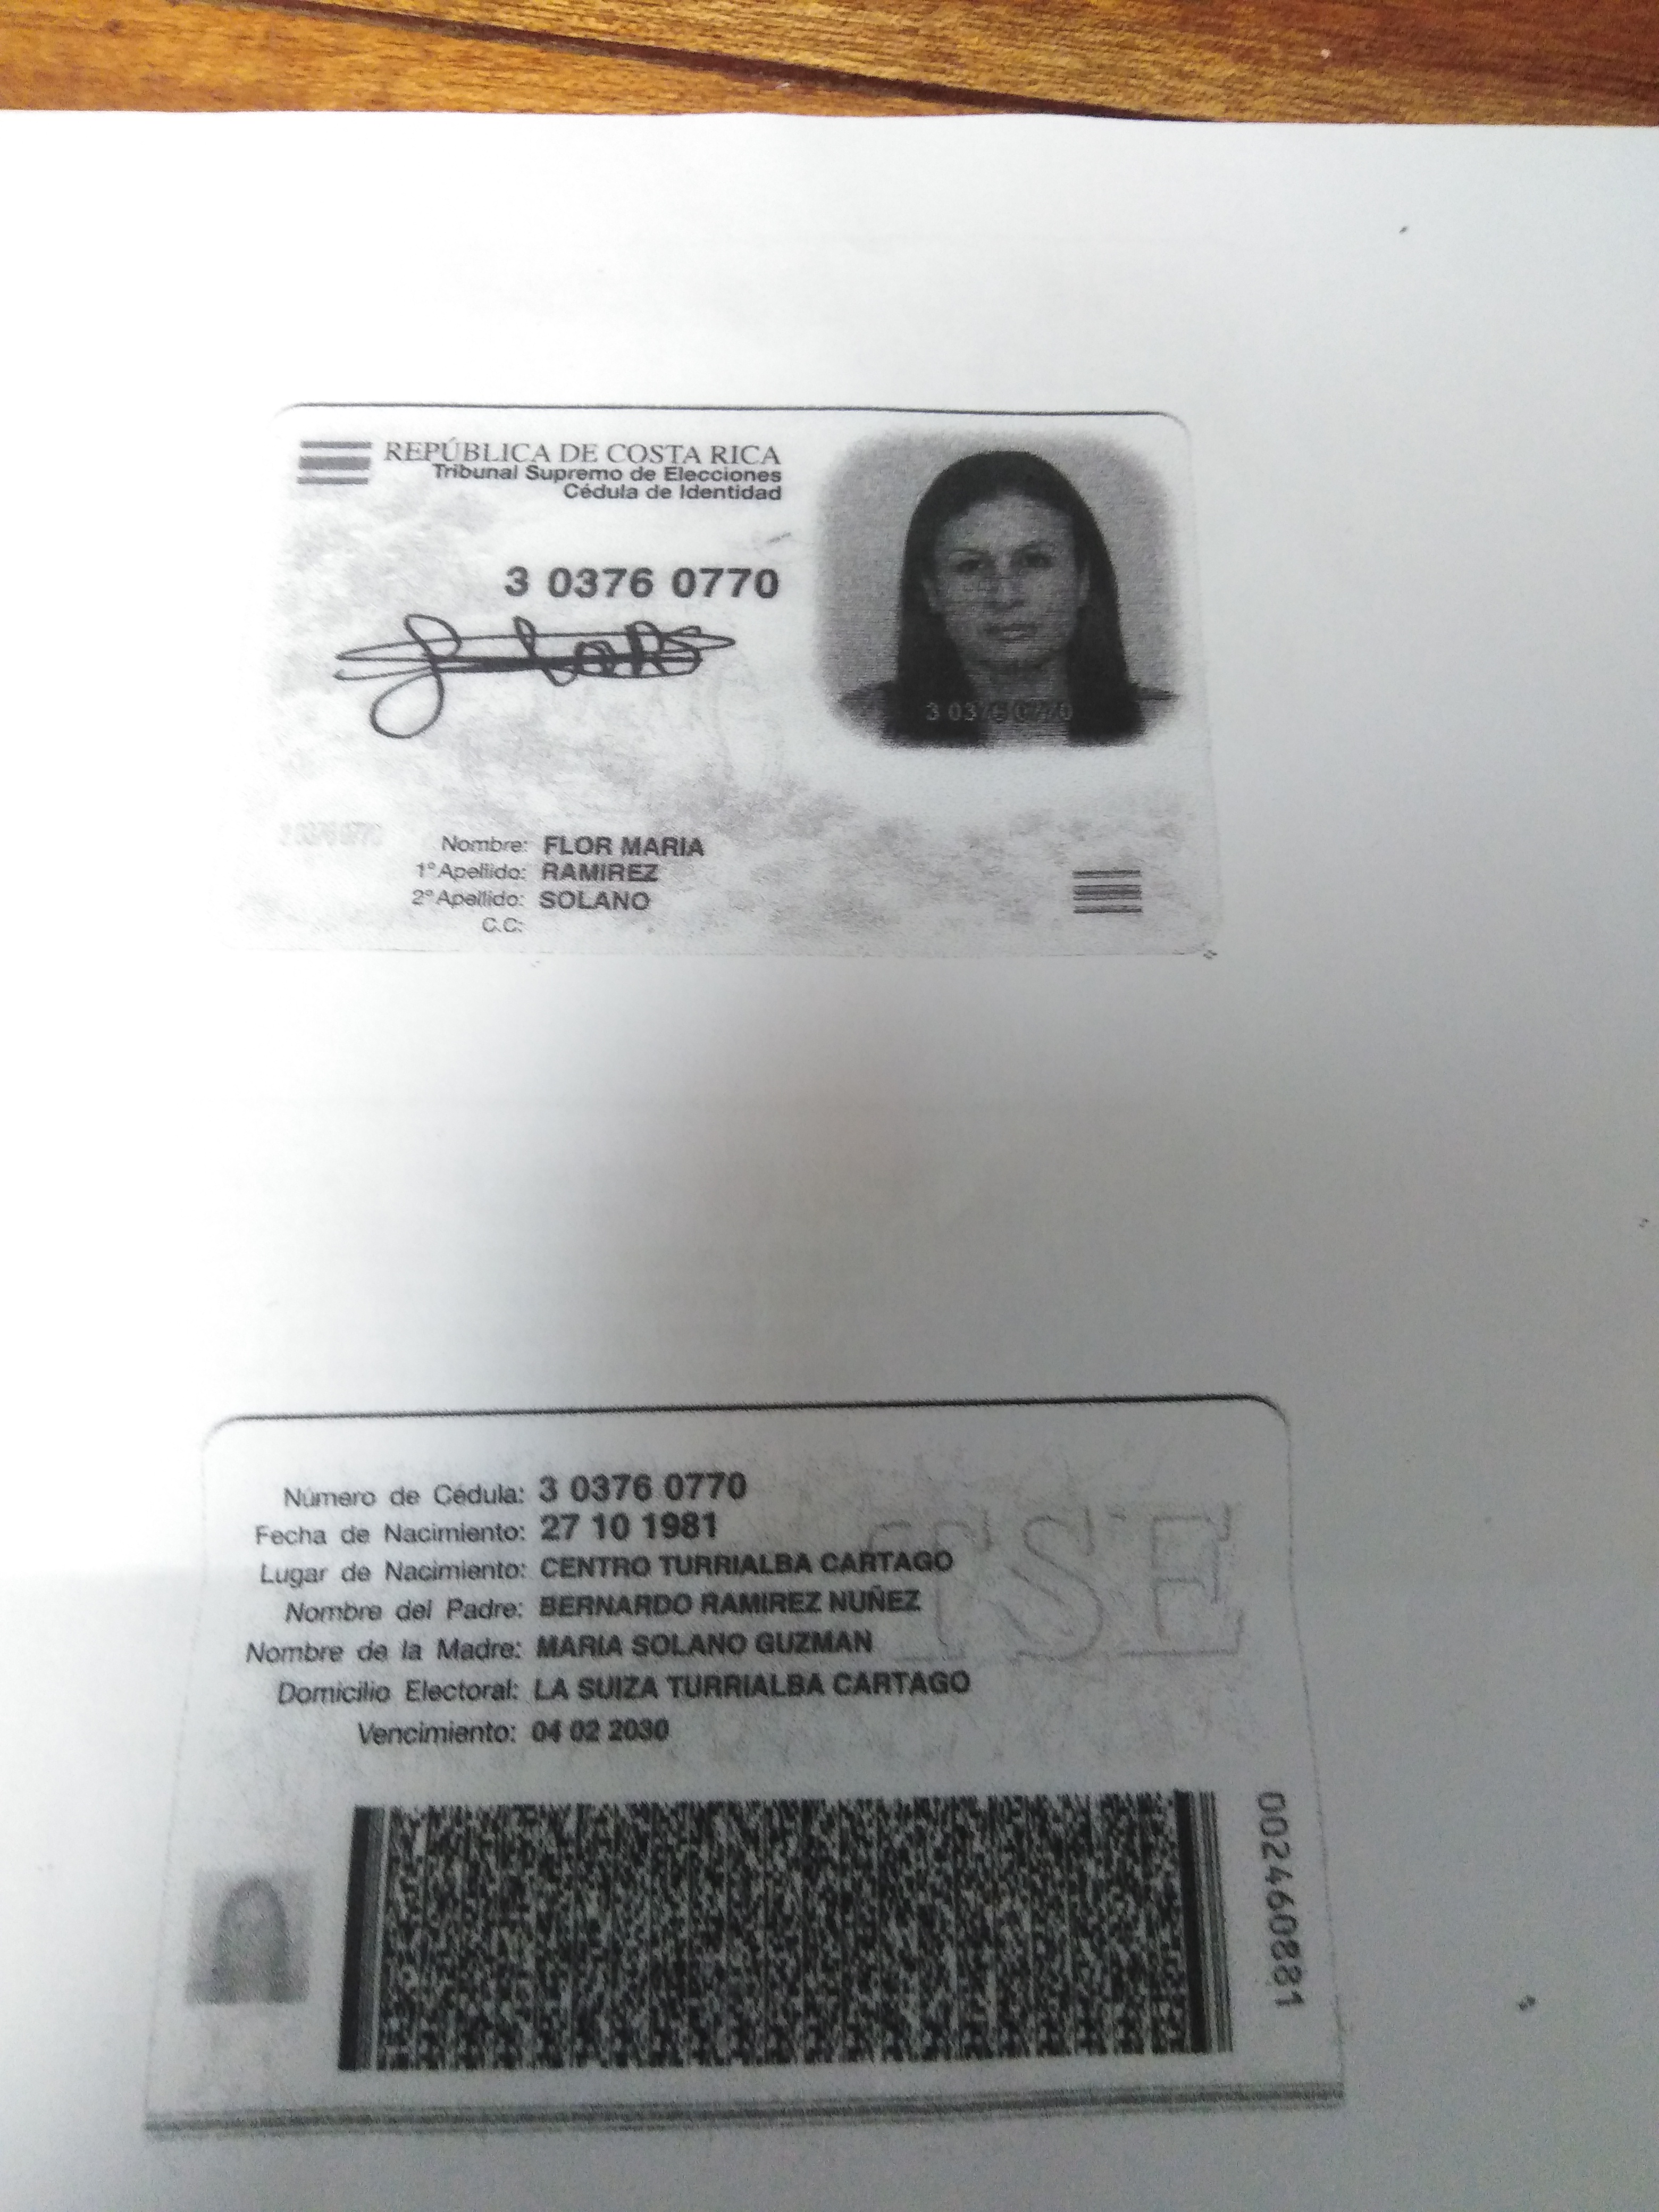 REPÚBLICA DE COSTA RICA
Tribunal Supremo de Elecciones
Cédula de Identidad
3 0376 0770
3 0376 0770
3 0376 0770
Nombre: FLOR MARIA
1° Apellido: RAMIREZ
2° Apellido: SOLANO
C.C:
TSE
Número de Cédula: 3 0376 0770
Fecha de Nacimiento: 27 10 1981
Lugar de Nacimiento: CENTRO TURRIALBA CARTAGO
Nombre del Padre: BERNARDO RAMIREZ NUÑEZ
Nombre de la Madre: MARIA SOLANO GUZMAN
Domicilio Electoral: LA SUIZA TURRIALBA CARTAGO
Vencimiento: 04 02 2030
002460881